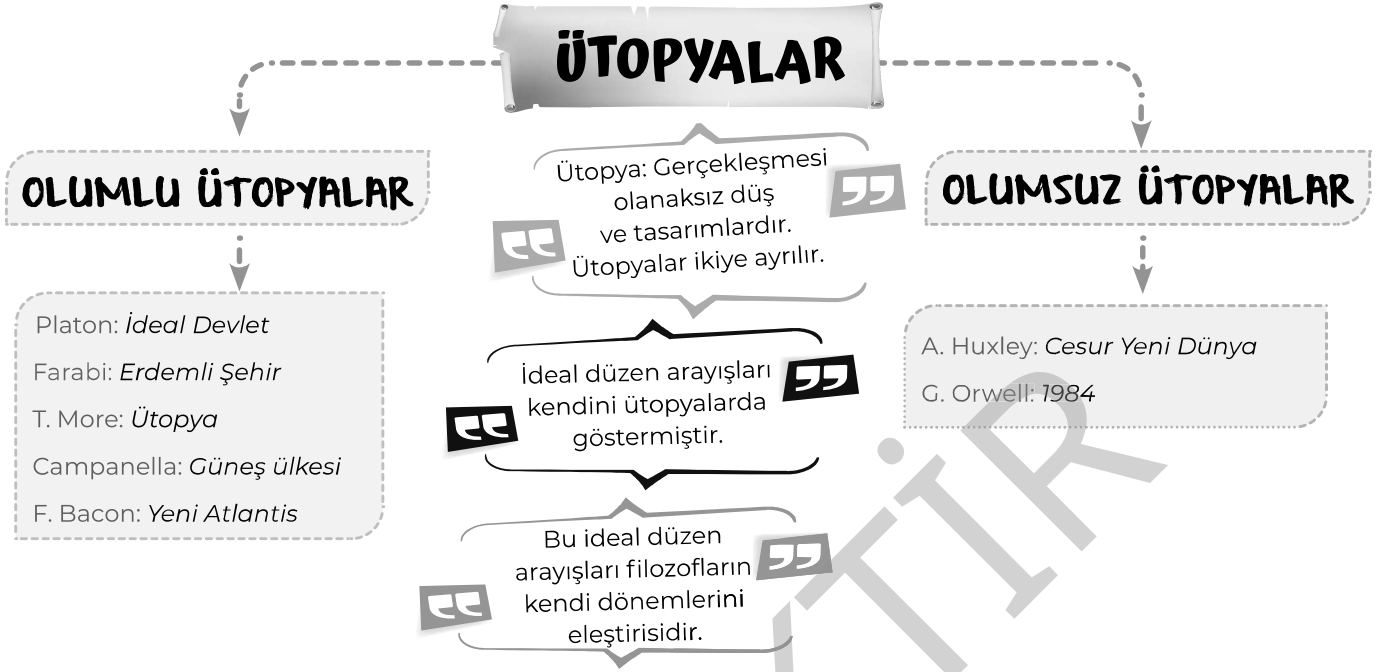 ÜTOPYALAR
OLUMLU ÜTOPYALAR
Platon: İdeal Devlet
Farabi: Erdemli Şehir
T. More: Ütopya
Campanella: Güneş ülkesi
F. Bacon: Yeni Atlantis
Ütopya: Gerçekleşmesi
olanaksız düş
ve tasarımlardır.
Ütopyalar ikiye ayrılır.
İdeal düzen arayışları
kendini ütopyalarda
göstermiştir.
Bu ideal düzen
arayışları filozofların
kendi dönemlerini
eleştirisidir.
OLUMSUZ ÜTOPYALAR
A. Huxley: Cesur Yeni Dünya
G. Orwell: 1984